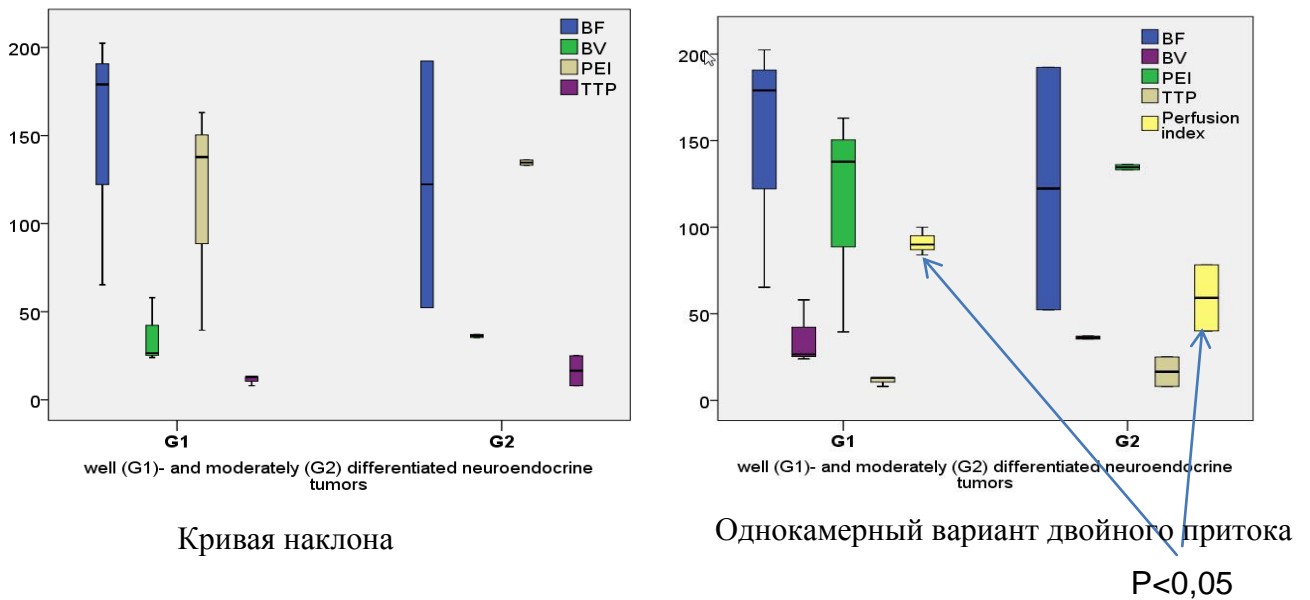 BF
BV
PEI
TTP
200
150
100
50
0
G1
G2
well (G1)- and moderately (G2) differentiated neuroendocrine
tumors
Кривая наклона
BF
BV
PEI
TTP
Perfusion
index
200
150
100
50
0
G1
G2
well (G1)- and moderately (G2) differentiated neuroendocrine
tumors
Однокамерный вариант двойного притока
P<0,05